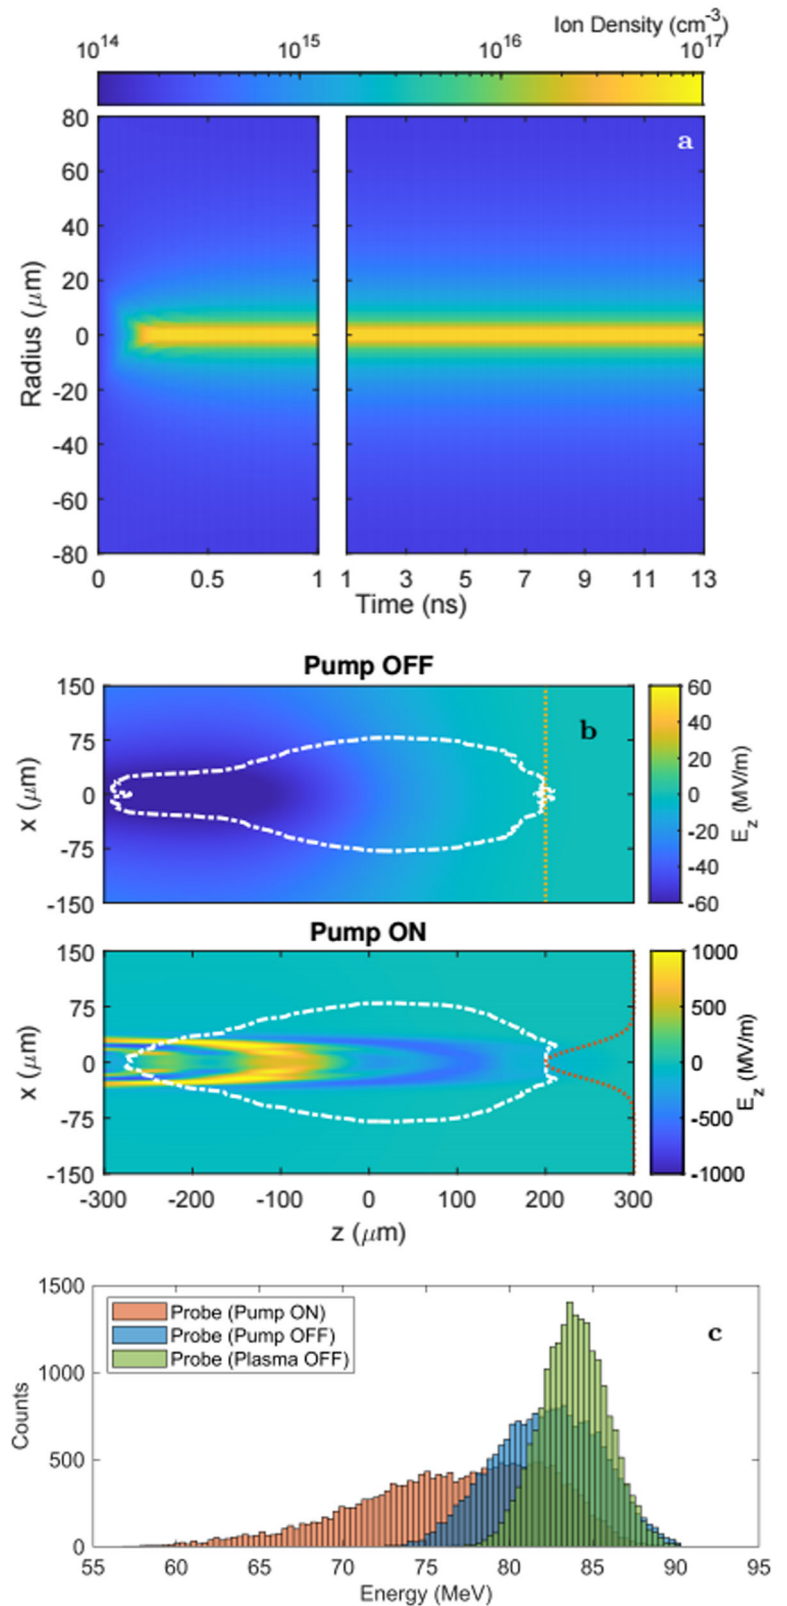 Ion Density (cm-3)
10^14 10^15 10^16 10^17
a
80
60
40
20
0
-20
-40
-60
-80
Radius (μm)
0 0.5 1 1 3 5 7 9 11 13
Time (ns)
Pump OFF
b
150
75
0
-75
-150
x (μm)
60
40
20
0
-20
-40
-60
E_z (MV/m)
Pump ON
150
75
0
-75
-150
x (μm)
1000
500
0
-500
-1000
E_z (MV/m)
-300 -200 -100 0 100 200 300
z (μm)
c
Probe (Pump ON)
Probe (Pump OFF)
Probe (Plasma OFF)
1500
1000
500
0
Counts
55 60 65 70 75 80 85 90 95
Energy (MeV)